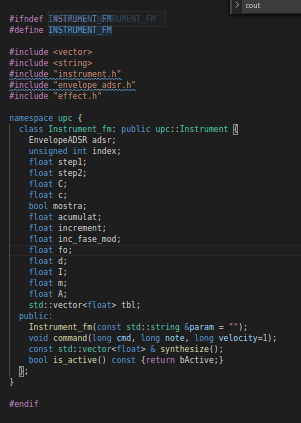 cout
#ifndef INSTRUMENT_FM
#define INSTRUMENT_FM
#include <vector>
#include <string>
#include "instrument.h"
#include "envelope_adsr.h"
#include "effect.h"
namespace upc {
class Instrument_fm: public upc::Instrument {
EnvelopeADSR adsr;
unsigned int index;
float step1;
float step2;
float C;
float c;
bool mostra;
float acumulat;
float increment;
float inc_fase_mod;
float fo;
float d;
float I;
float m;
float A;
std::vector<float> tbl;
public:
Instrument_fm(const std::string &param = "");
void command(long cmd, long note, long velocity=1);
const std::vector<float> & synthesize();
bool is_active() const {return bActive;}
};
}
#endif